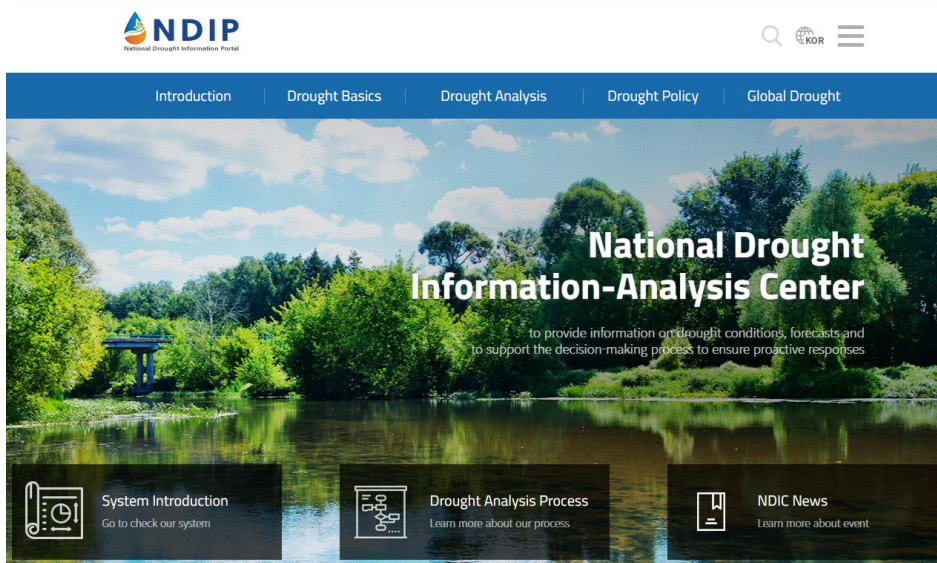 NDIP
National Drought Information Portal
KOR
Introduction
Drought Basics
Drought Analysis
Drought Policy
Global Drought
National Drought
Information-Analysis Center
to provide information on drought conditions, forecasts and
to support the decision-making process to ensure proactive responses
System Introduction
Go to check our system
Drought Analysis Process
Learn more about our process
NDIC News
Learn more about event